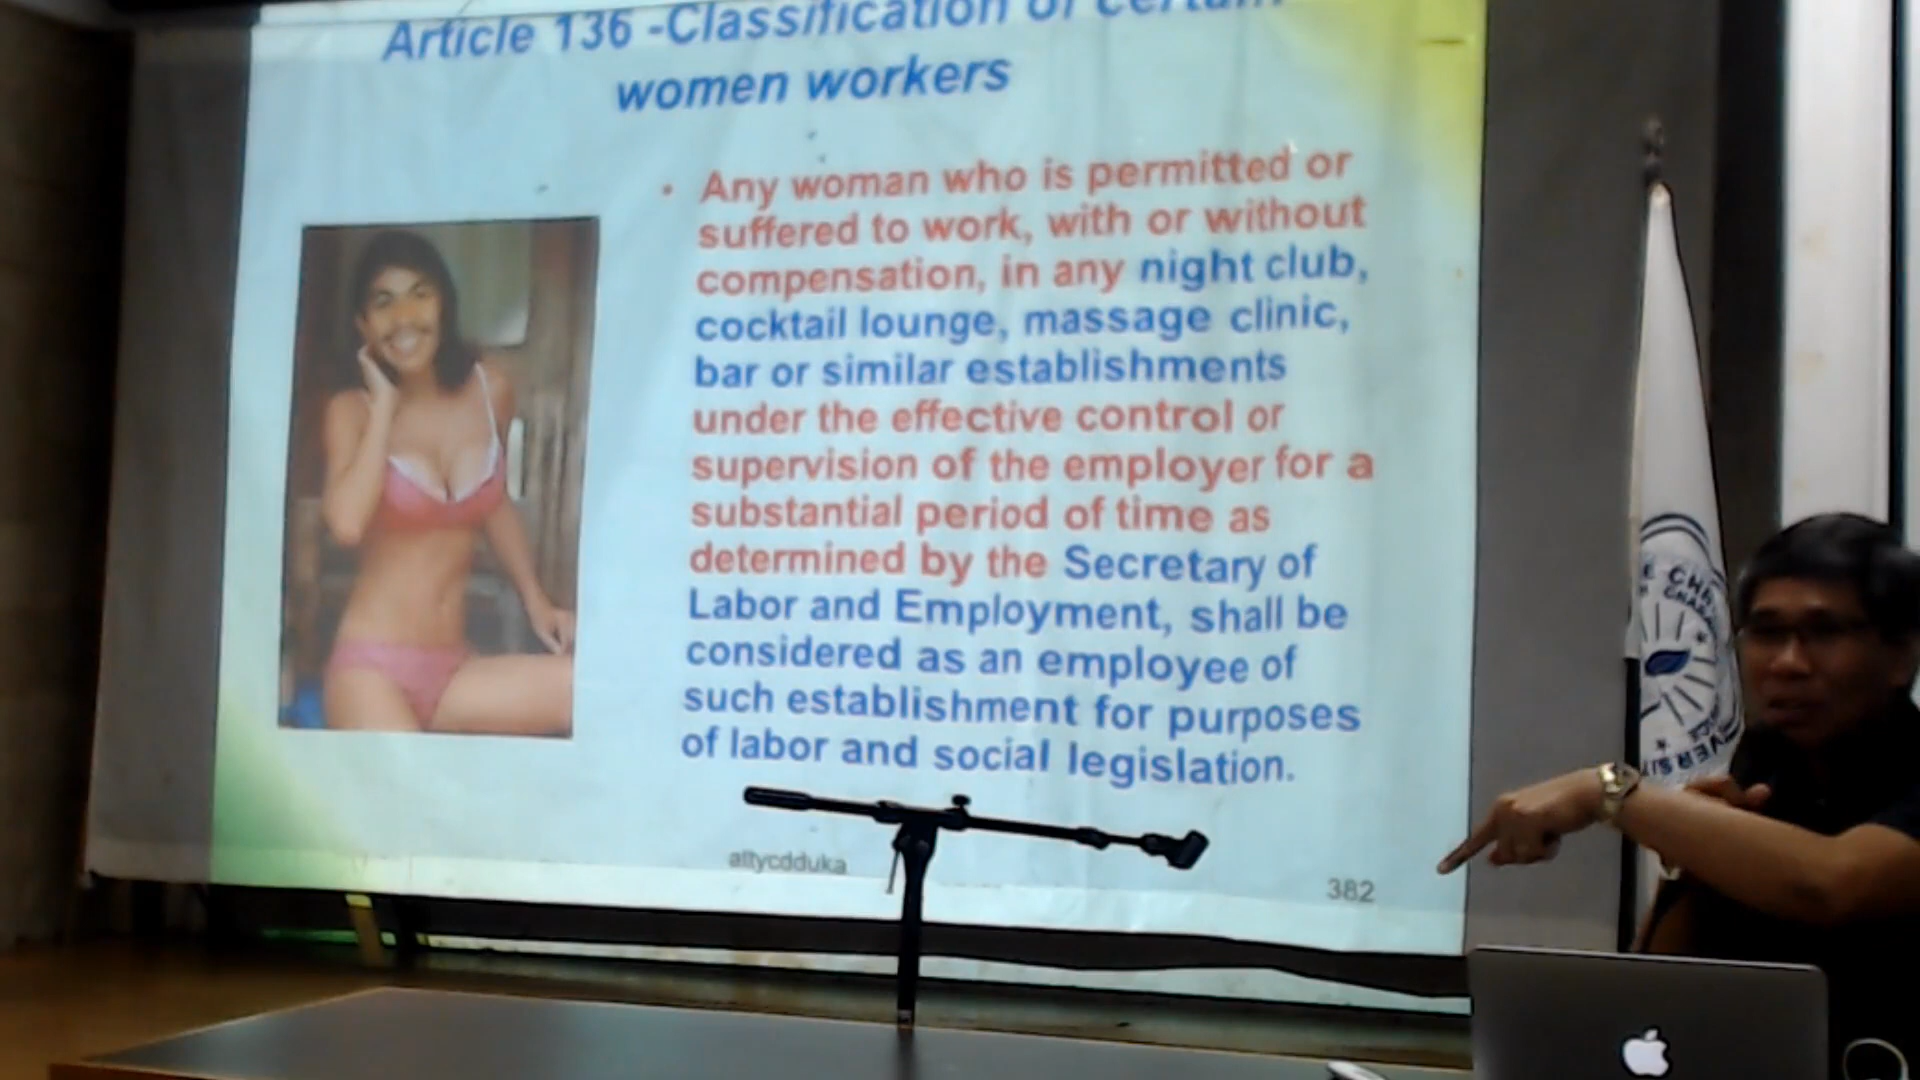 Article 136 -Classification of certain
women workers
• Any woman who is permitted or
suffered to work, with or without
compensation, in any night club,
cocktail lounge, massage clinic,
bar or similar establishments
under the effective control or
supervision of the employer for a
substantial period of time as
determined by the Secretary of
Labor and Employment, shall be
considered as an employee of
such establishment for purposes
of labor and social legislation.
attycdduka
382